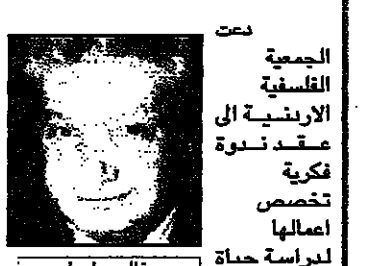 دعت
الجمعية
الفلسفية
الاردنية الى
عقد ندوة
فكرية
تخصص
اعمالها
لدراسة حياة